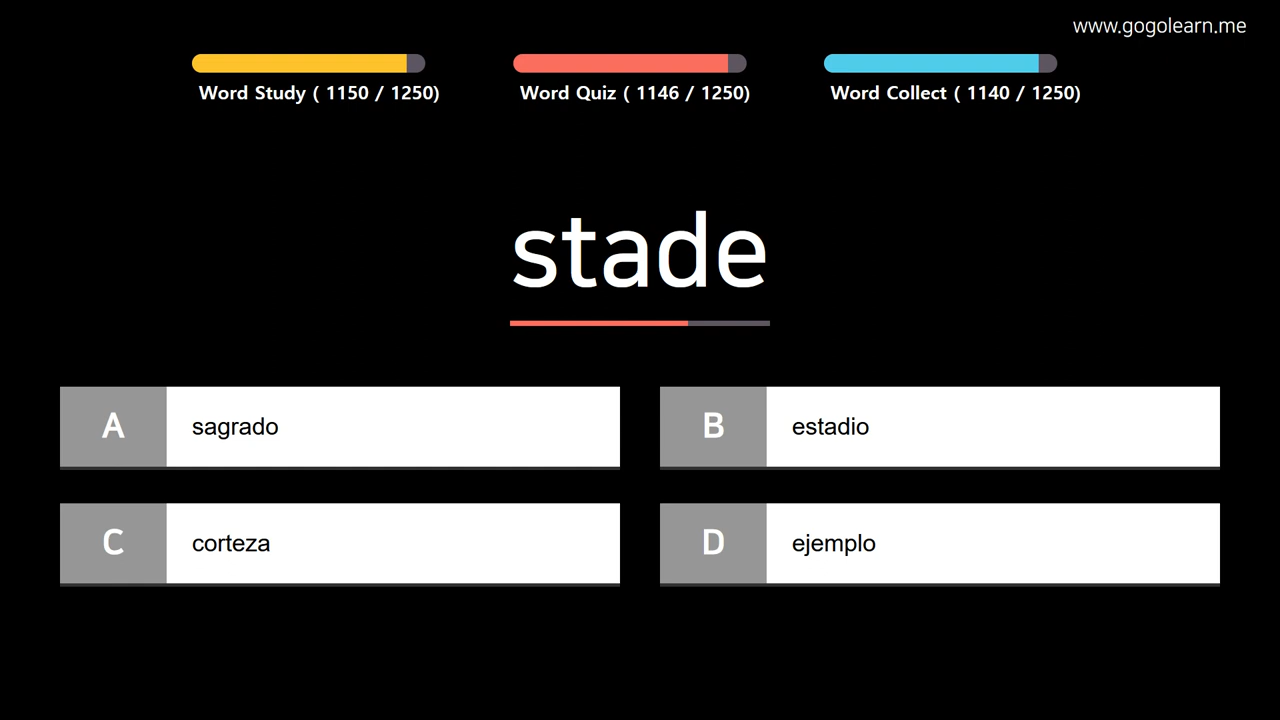 www.gogolearn.me
Word Study ( 1150 / 1250)
Word Quiz ( 1146 / 1250)
Word Collect ( 1140 / 1250)
stade
A sagrado
B estadio
C corteza
D ejemplo